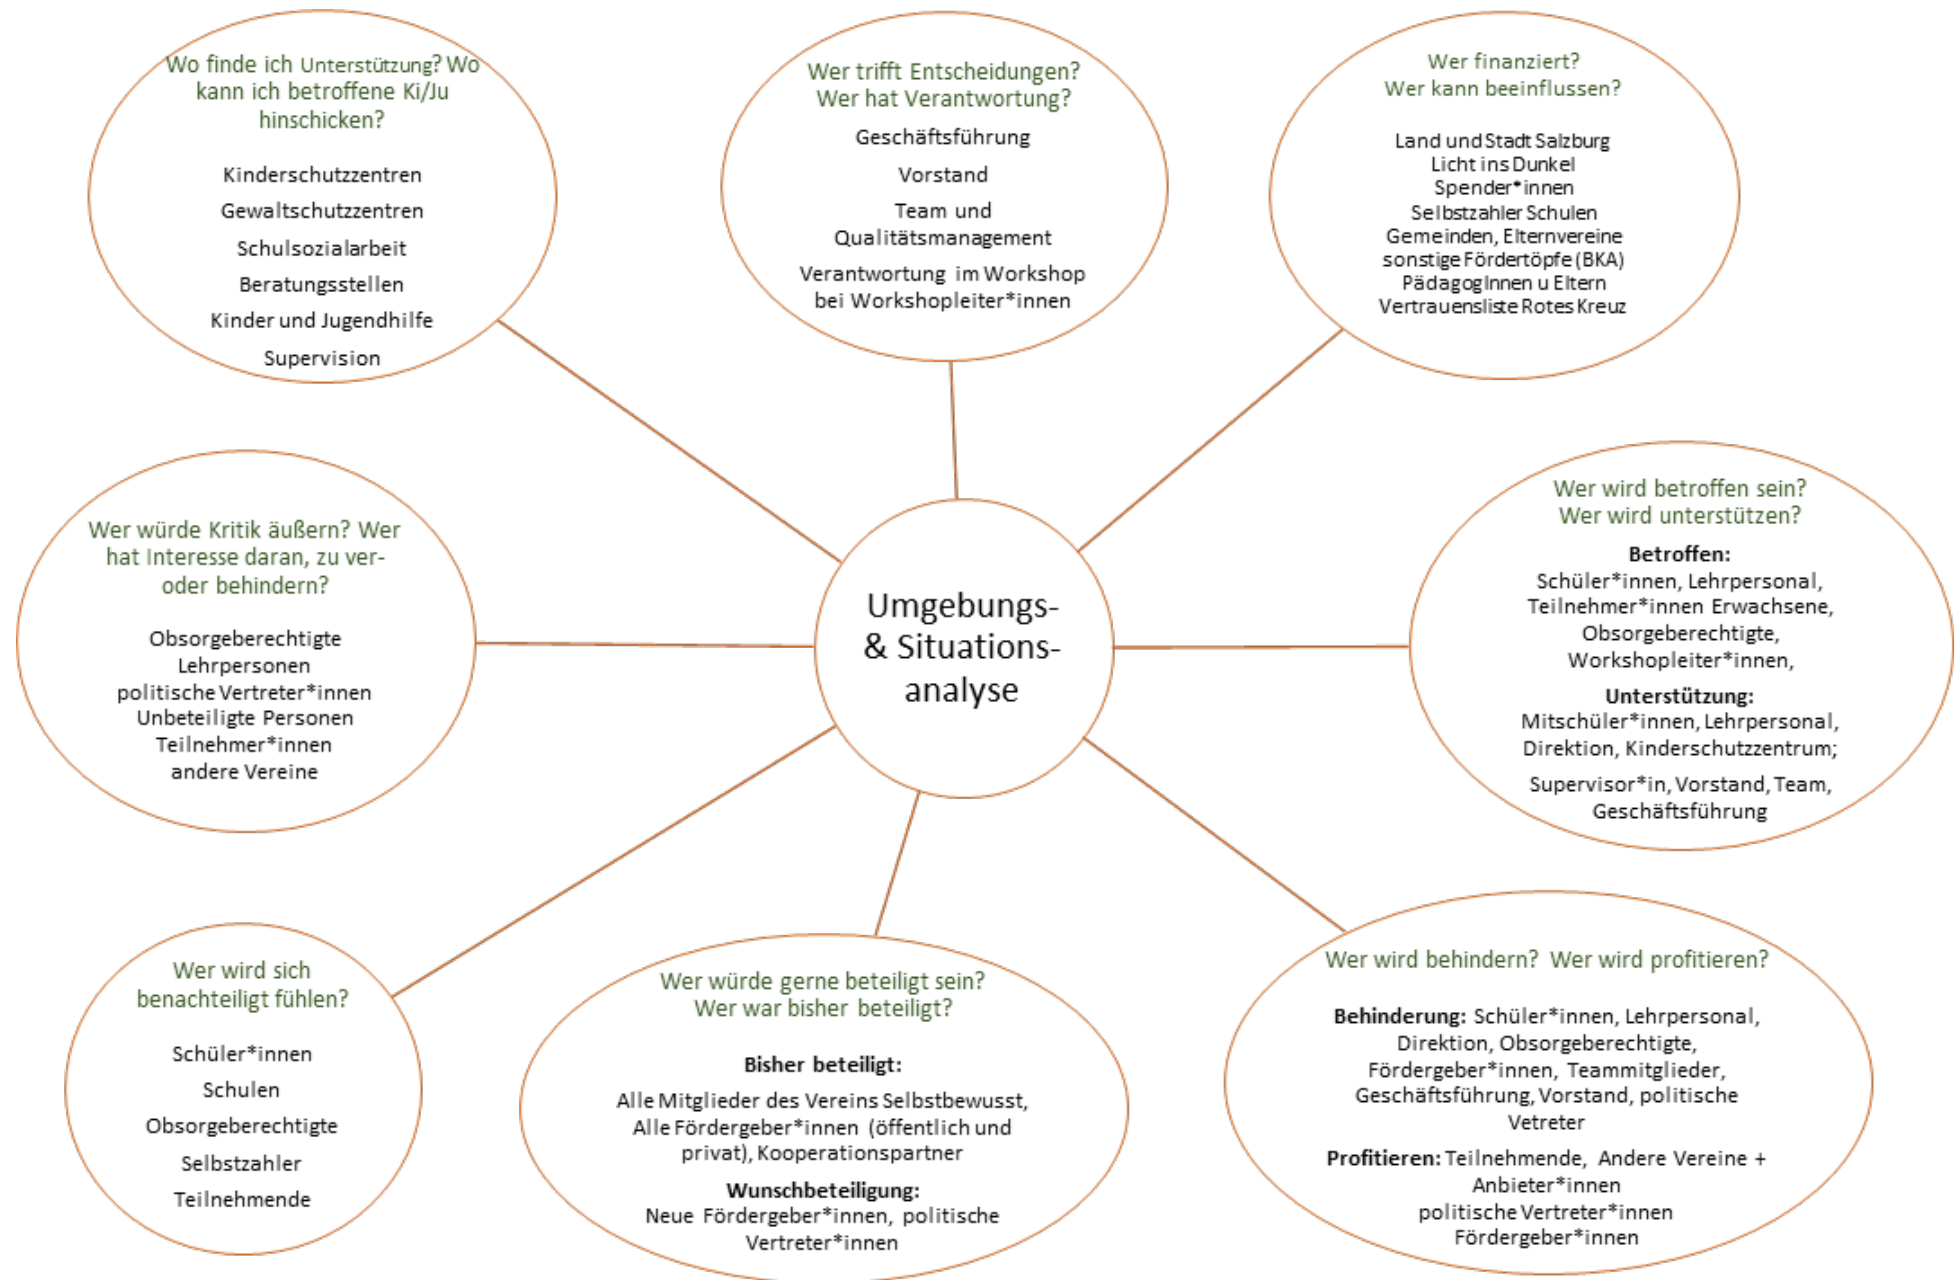 Wo finde ich Unterstützung? Wo
kann ich betroffene Ki/Ju
hinschicken?
Kinderschutzzentren
Gewaltschutzzentren
Schulsozialarbeit
Beratungsstellen
Kinder und Jugendhilfe
Supervision
Wer trifft Entscheidungen?
Wer hat Verantwortung?
Geschäftsführung
Vorstand
Team und
Qualitätsmanagement
Verantwortung im Workshop
bei Workshopleiter*innen
Wer finanziert?
Wer kann beeinflussen?
Land und Stadt Salzburg
Licht ins Dunkel
Spender*innen
Selbstzahler Schulen
Gemeinden, Elternvereine
sonstige Fördertöpfe (BKA)
PädagogInnen u Eltern
Vertrauensliste Rotes Kreuz
Wer würde Kritik äußern? Wer
hat Interesse daran, zu ver-
oder behindern?
Obsorgeberechtigte
Lehrpersonen
politische Vertreter*innen
Unbeteiligte Personen
Teilnehmer*innen
andere Vereine
Umgebungs-
& Situations-
analyse
Wer wird betroffen sein?
Wer wird unterstützen?
Betroffen:
Schüler*innen, Lehrpersonal,
Teilnehmer*innen Erwachsene,
Obsorgeberechtigte,
Workshopleiter*innen,
Unterstützung:
Mitschüler*innen, Lehrpersonal,
Direktion, Kinderschutzzentrum;
Supervisor*in, Vorstand, Team,
Geschäftsführung
Wer wird sich
benachteiligt fühlen?
Schüler*innen
Schulen
Obsorgeberechtigte
Selbstzahler
Teilnehmende
Wer würde gerne beteiligt sein?
Wer war bisher beteiligt?
Bisher beteiligt:
Alle Mitglieder des Vereins Selbstbewusst,
Alle Fördergeber*innen (öffentlich und
privat), Kooperationspartner
Wunschbeteiligung:
Neue Fördergeber*innen, politische
Vertreter*innen
Wer wird behindern? Wer wird profitieren?
Behinderung: Schüler*innen, Lehrpersonal,
Direktion, Obsorgeberechtigte,
Fördergeber*innen, Teammitglieder,
Geschäftsführung, Vorstand, politische
Vetreter
Profitieren: Teilnehmende, Andere Vereine +
Anbieter*innen
politische Vertreter*innen
Fördergeber*innen